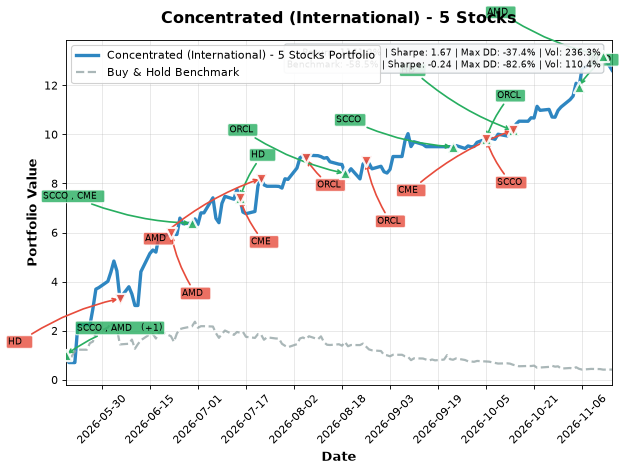 AMD
Concentrated (International) - 5 Stocks
Concentrated (International) - 5 Stocks Portfolio
Buy & Hold Benchmark
| Sharpe: 1.67 | Max DD: -37.4% | Vol: 236.3%
| Sharpe: -0.24 | Max DD: -82.6% | Vol: 110.4%
ORCL
SCCO
ORCL
HD
SCCO
ORCL
CME
SCCO , CME
ORCL
AMD
CME
AMD
SCCO , AMD (+1)
HD
Portfolio Value
12
10
8
6
4
2
0
2026-05-30
2026-06-15
2026-07-01
2026-07-17
2026-08-02
2026-08-18
2026-09-03
2026-09-19
2026-10-05
2026-10-21
2026-11-06
Date